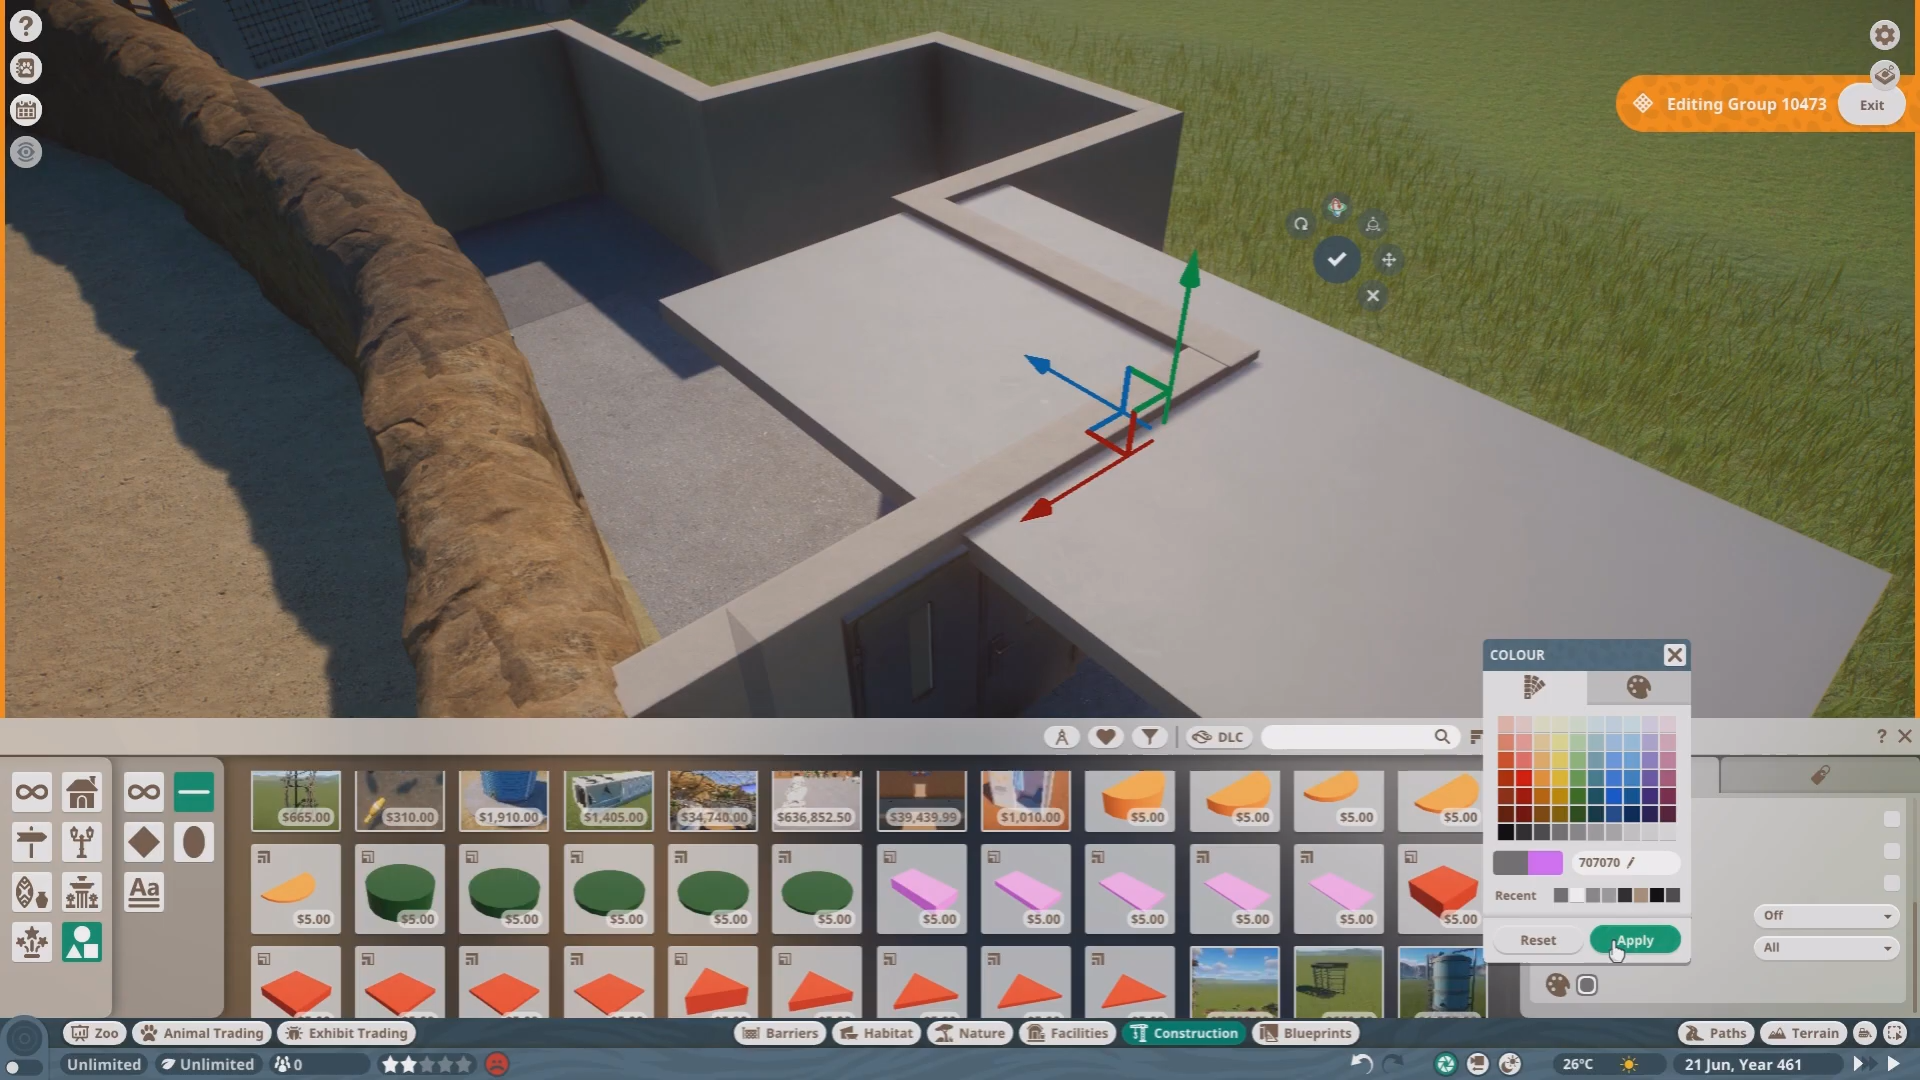 Editing Group 10473
Exit
COLOUR
DLC
707070
Recent
Reset
Apply
Off
All
$665.00
$310.00
$1,910.00
$1,405.00
$34,740.00
$636,852.50
$39,439.99
$1,010.00
$5.00
$5.00
$5.00
$5.00
Aa
$5.00
$5.00
$5.00
$5.00
$5.00
$5.00
$5.00
$5.00
$5.00
$5.00
$5.00
$5.00
Zoo
Animal Trading
Exhibit Trading
Barriers
Habitat
Nature
Facilities
Construction
Blueprints
Paths
Terrain
Unlimited
Unlimited
0
26°C
21 Jun, Year 461